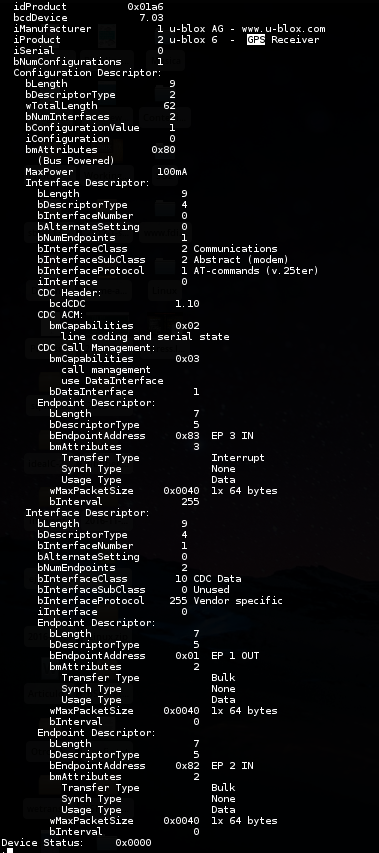 idProduct 0x01a6
bcdDevice 7.03
iManufacturer 1 u-blox AG - www.u-blox.com
iProduct 2 u-blox 6 - GPS Receiver
iSerial 0
bNumConfigurations 1
Configuration Descriptor:
bLength 9
bDescriptorType 2
wTotalLength 62
bNumInterfaces 2
bConfigurationValue 1
iConfiguration 0
bmAttributes 0x80
(Bus Powered)
MaxPower 100mA
Interface Descriptor:
bLength 9
bDescriptorType 4
bInterfaceNumber 0
bAlternateSetting 0
bNumEndpoints 1
bInterfaceClass 2 Communications
bInterfaceSubClass 2 Abstract (modem)
bInterfaceProtocol 1 AT-commands (v.25ter)
iInterface 0
CDC Header:
bcdCDC 1.10
CDC ACM:
bmCapabilities 0x02
line coding and serial state
CDC Call Management:
bmCapabilities 0x03
call management
use DataInterface
bDataInterface 1
Endpoint Descriptor:
bLength 7
bDescriptorType 5
bEndpointAddress 0x83 EP 3 IN
bmAttributes 3
Transfer Type Interrupt
Synch Type None
Usage Type Data
wMaxPacketSize 0x0040 1x 64 bytes
bInterval 255
Interface Descriptor:
bLength 9
bDescriptorType 4
bInterfaceNumber 1
bAlternateSetting 0
bNumEndpoints 2
bInterfaceClass 10 CDC Data
bInterfaceSubClass 0 Unused
bInterfaceProtocol 255 Vendor specific
iInterface 0
Endpoint Descriptor:
bLength 7
bDescriptorType 5
bEndpointAddress 0x01 EP 1 OUT
bmAttributes 2
Transfer Type Bulk
Synch Type None
Usage Type Data
wMaxPacketSize 0x0040 1x 64 bytes
bInterval 0
Endpoint Descriptor:
bLength 7
bDescriptorType 5
bEndpointAddress 0x82 EP 2 IN
bmAttributes 2
Transfer Type Bulk
Synch Type None
Usage Type Data
wMaxPacketSize 0x0040 1x 64 bytes
bInterval 0
Device Status: 0x0000
: